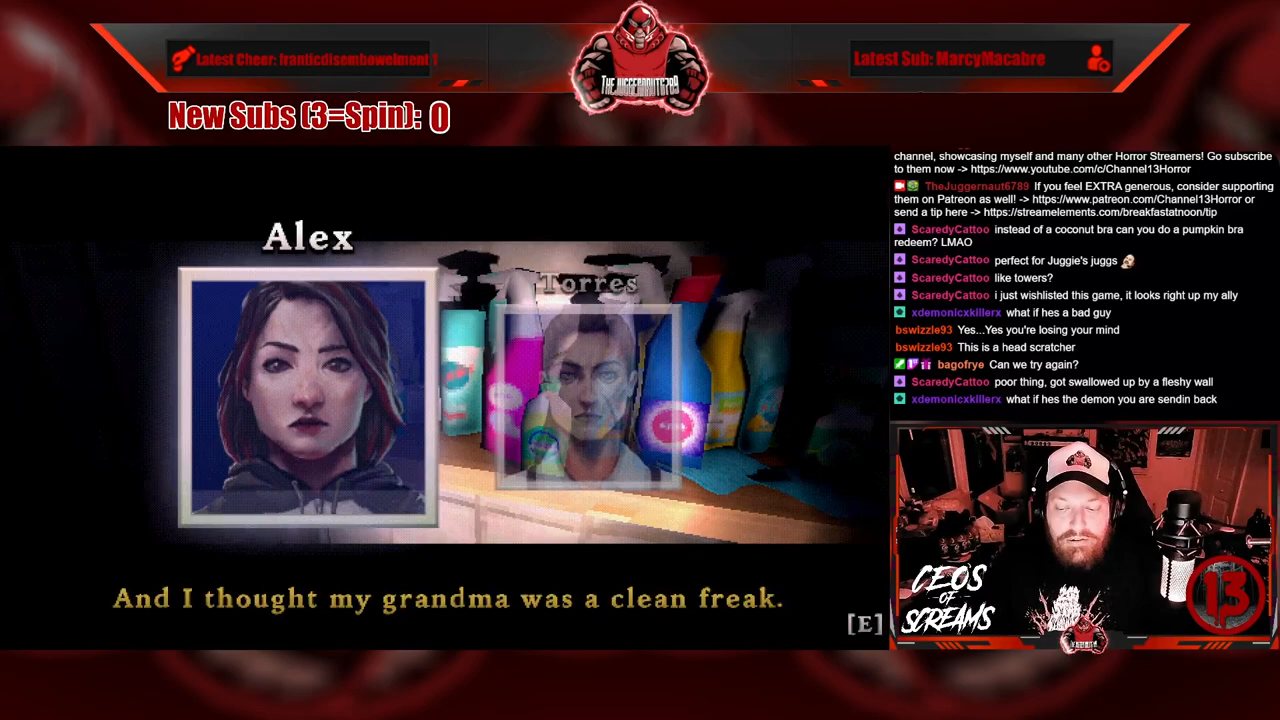 Latest Cheer: franticdisembowelment 1
THEJUGGERNAUT6789
Latest Sub: MarcyMacabre
New Subs (3=Spin): 0
channel, showcasing myself and many other Horror Streamers! Go subscribe
to them now -> https://www.youtube.com/c/Channel13Horror
TheJuggernaut6789 If you feel EXTRA generous, consider supporting
them on Patreon as well! -> https://www.patreon.com/Channel13Horror or
send a tip here -> https://streamelements.com/breakfastatnoon/tip
ScaredyCattoo instead of a coconut bra can you do a pumpkin bra
redeem? LMAO
ScaredyCattoo perfect for Juggie's juggs
ScaredyCattoo like towers?
ScaredyCattoo i just wishlisted this game, it looks right up my ally
xdemonicxkillerx what if hes a bad guy
bswizzle93 Yes...Yes you're losing your mind
bswizzle93 This is a head scratcher
bagofrye Can we try again?
ScaredyCattoo poor thing, got swallowed up by a fleshy wall
xdemonicxkillerx what if hes the demon you are sendin back
Alex
Torres
And I thought my grandma was a clean freak.
[E]
CEOS
OF
SCREAMS
13